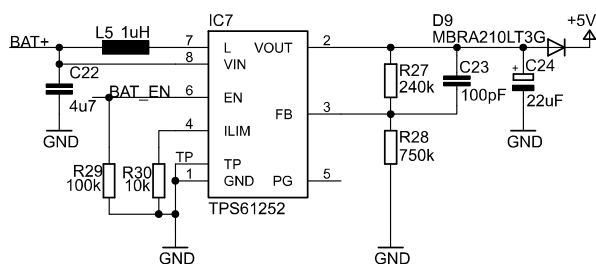 IC7
D9
+5V
BAT+
L5 1uH
7
L
VOUT
2
MBRA210LT3G
8
VIN
C22
4u7
BAT_EN
6
EN
R27
240k
C23
100pF
+
C24
22uF
GND
4
ILIM
FB
3
GND
R28
750k
R29
100k
R30
10k
TP
TP
1
GND
PG
5
TPS61252
GND
GND